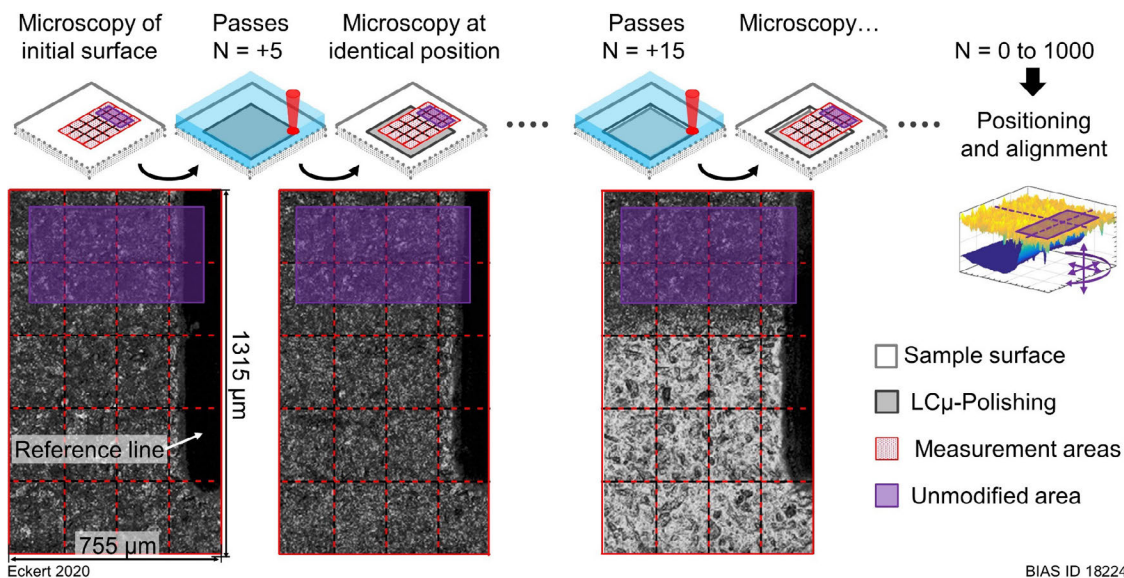 Microscopy of
initial surface
Passes
N = +5
Microscopy at
identical position
Passes
N = +15
Microscopy…
N = 0 to 1000
Positioning
and alignment
1315 µm
Reference line
755 µm
Sample surface
LCµ-Polishing
Measurement areas
Unmodified area
Eckert 2020
BIAS ID 18224